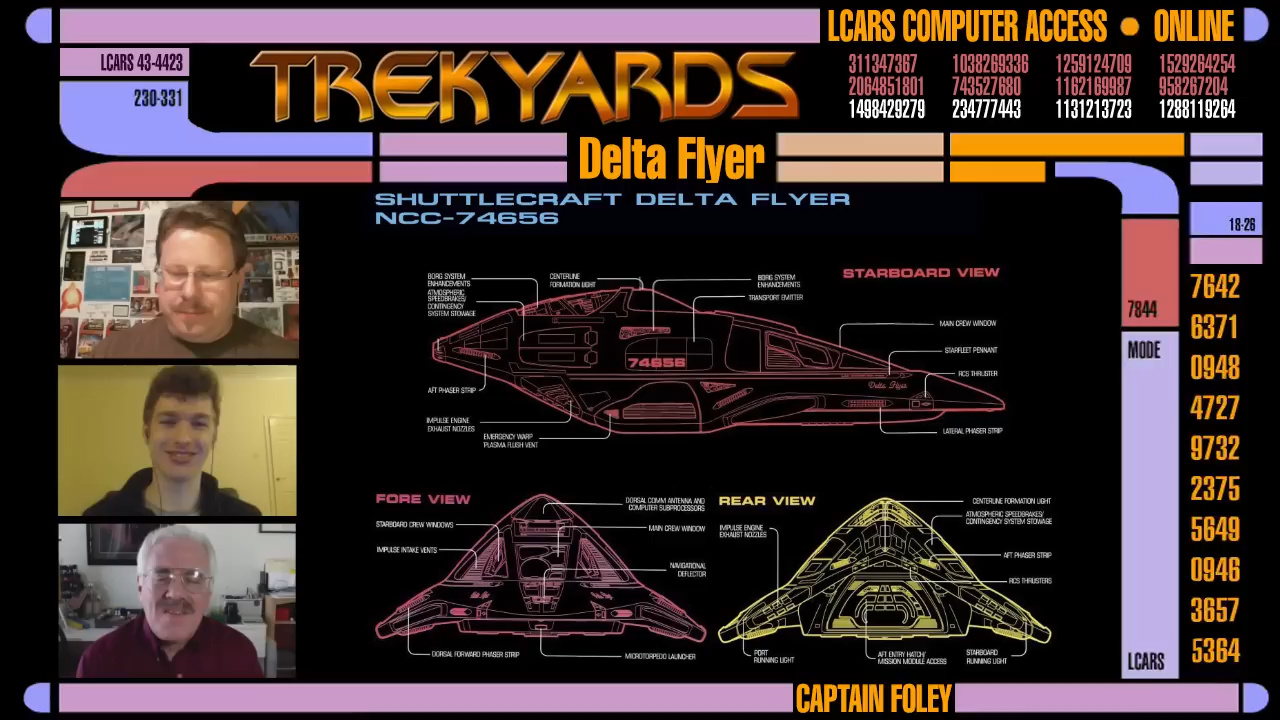 LCARS COMPUTER ACCESS • ONLINE
LCARS 43-4423
230-331
TREKYARDS
311347367 1038269336 1259124709 1529264254
2064851801 743527680 1162169987 958267204
1498429279 234777443 1131213723 1288119264
Delta Flyer
SHUTTLECRAFT DELTA FLYER
NCC-74656
18-26
7844
MODE
LCARS
7642
6371
0948
4727
9732
2375
5649
0946
3657
5364
STARBOARD VIEW
BORG SYSTEM
ENHANCEMENTS
ATMOSPHERIC
SPEEDBRAKES/
CONTINGENCY
SYSTEM STOWAGE
CENTERLINE
FORMATION LIGHT
BORG SYSTEM
ENHANCEMENTS
TRANSPORT EMITTER
MAIN CREW WINDOW
STARFLEET PENNANT
RCS THRUSTER
74656
Delta Flyer
AFT PHASER STRIP
IMPULSE ENGINE
EXHAUST NOZZLES
EMERGENCY WARP
PLASMA FLUSH VENT
LATERAL PHASER STRIP
FORE VIEW
STARBOARD CREW WINDOWS
IMPULSE INTAKE VENTS
DORSAL COMM ANTENNA AND
COMPUTER SUBPROCESSORS
MAIN CREW WINDOW
NAVIGATIONAL
DEFLECTOR
DORSAL FORWARD PHASER STRIP
MICROTORPEDO LAUNCHER
REAR VIEW
IMPULSE ENGINE
EXHAUST NOZZLES
CENTERLINE FORMATION LIGHT
ATMOSPHERIC SPEEDBRAKES/
CONTINGENCY SYSTEM STOWAGE
AFT PHASER STRIP
RCS THRUSTERS
PORT
RUNNING LIGHT
AFT ENTRY HATCH/
MISSION MODULE ACCESS
STARBOARD
RUNNING LIGHT
CAPTAIN FOLEY